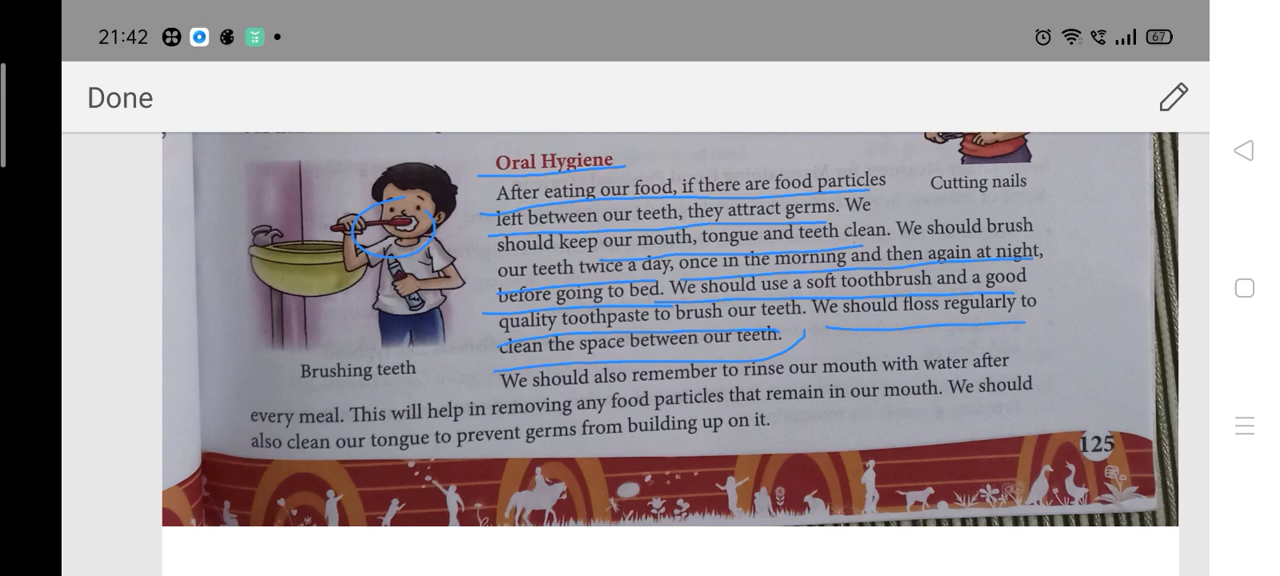 21:42
67
Done
Oral Hygiene
After eating our food, if there are food particles
left between our teeth, they attract germs. We
should keep our mouth, tongue and teeth clean. We should brush
our teeth twice a day, once in the morning and then again at night,
before going to bed. We should use a soft toothbrush and a good
quality toothpaste to brush our teeth. We should floss regularly to
clean the space between our teeth.
Cutting nails
Brushing teeth
We should also remember to rinse our mouth with water after
every meal. This will help in removing any food particles that remain in our mouth. We should
also clean our tongue to prevent germs from building up on it.
125